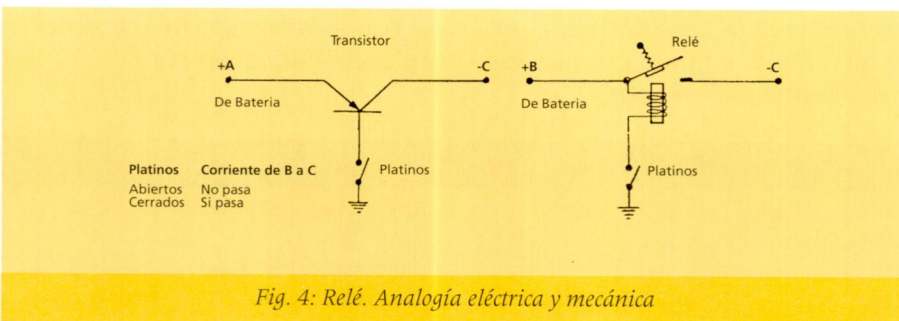 Transistor
+A
-C
De Bateria
Platinos
Platinos Corriente de B a C
Abiertos No pasa
Cerrados Si pasa
Relé
+B
-C
De Bateria
Platinos
Fig. 4: Relé. Analogía eléctrica y mecánica